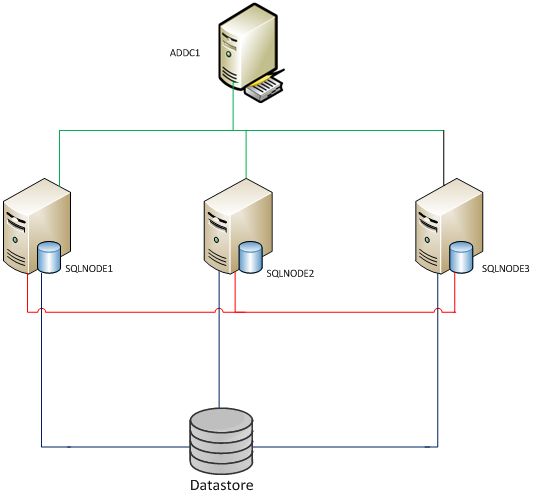 ADDC1
SQLNODE1
SQLNODE2
SQLNODE3
Datastore